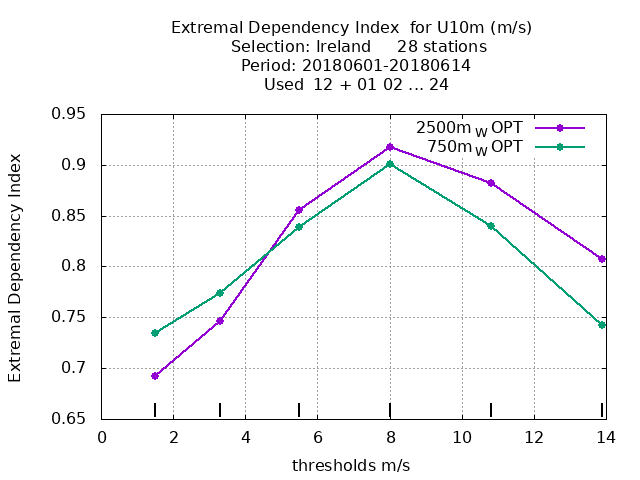 Extremal Dependency Index for U10m (m/s)
Selection: Ireland 28 stations
Period: 20180601-20180614
Used 12 + 01 02 ... 24
2500m W OPT
750m W OPT
Extremal Dependency Index
0.95
0.9
0.85
0.8
0.75
0.7
0.65
0 2 4 6 8 10 12 14
thresholds m/s